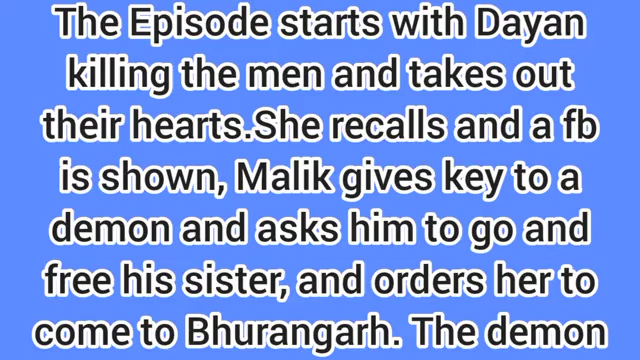 The Episode starts with Dayan
killing the men and takes out
their hearts.She recalls and a fb
is shown, Malik gives key to a
demon and asks him to go and
free his sister, and orders her to
come to Bhurangarh. The demon